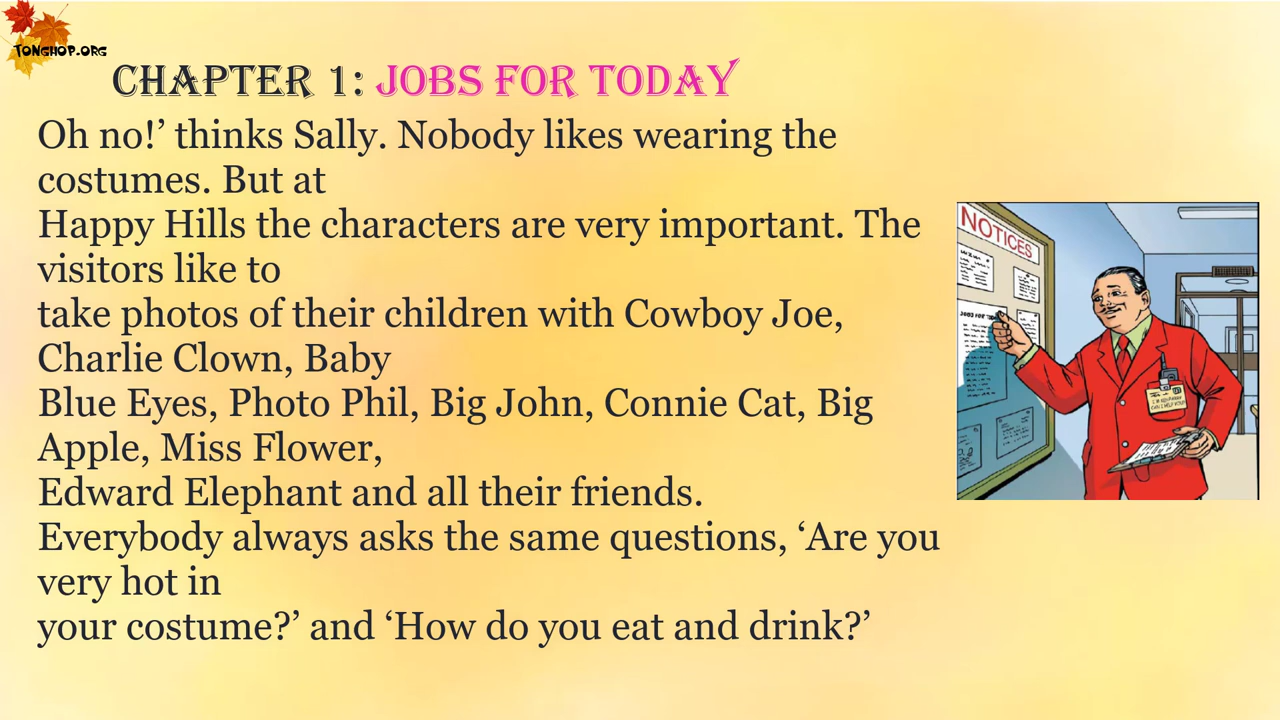 TONGHOP.ORG
CHAPTER 1: JOBS FOR TODAY
Oh no!’ thinks Sally. Nobody likes wearing the
costumes. But at
Happy Hills the characters are very important. The
visitors like to
take photos of their children with Cowboy Joe,
Charlie Clown, Baby
Blue Eyes, Photo Phil, Big John, Connie Cat, Big
Apple, Miss Flower,
Edward Elephant and all their friends.
Everybody always asks the same questions, ‘Are you
very hot in
your costume?’ and ‘How do you eat and drink?’
NOTICES
JOBS FOR